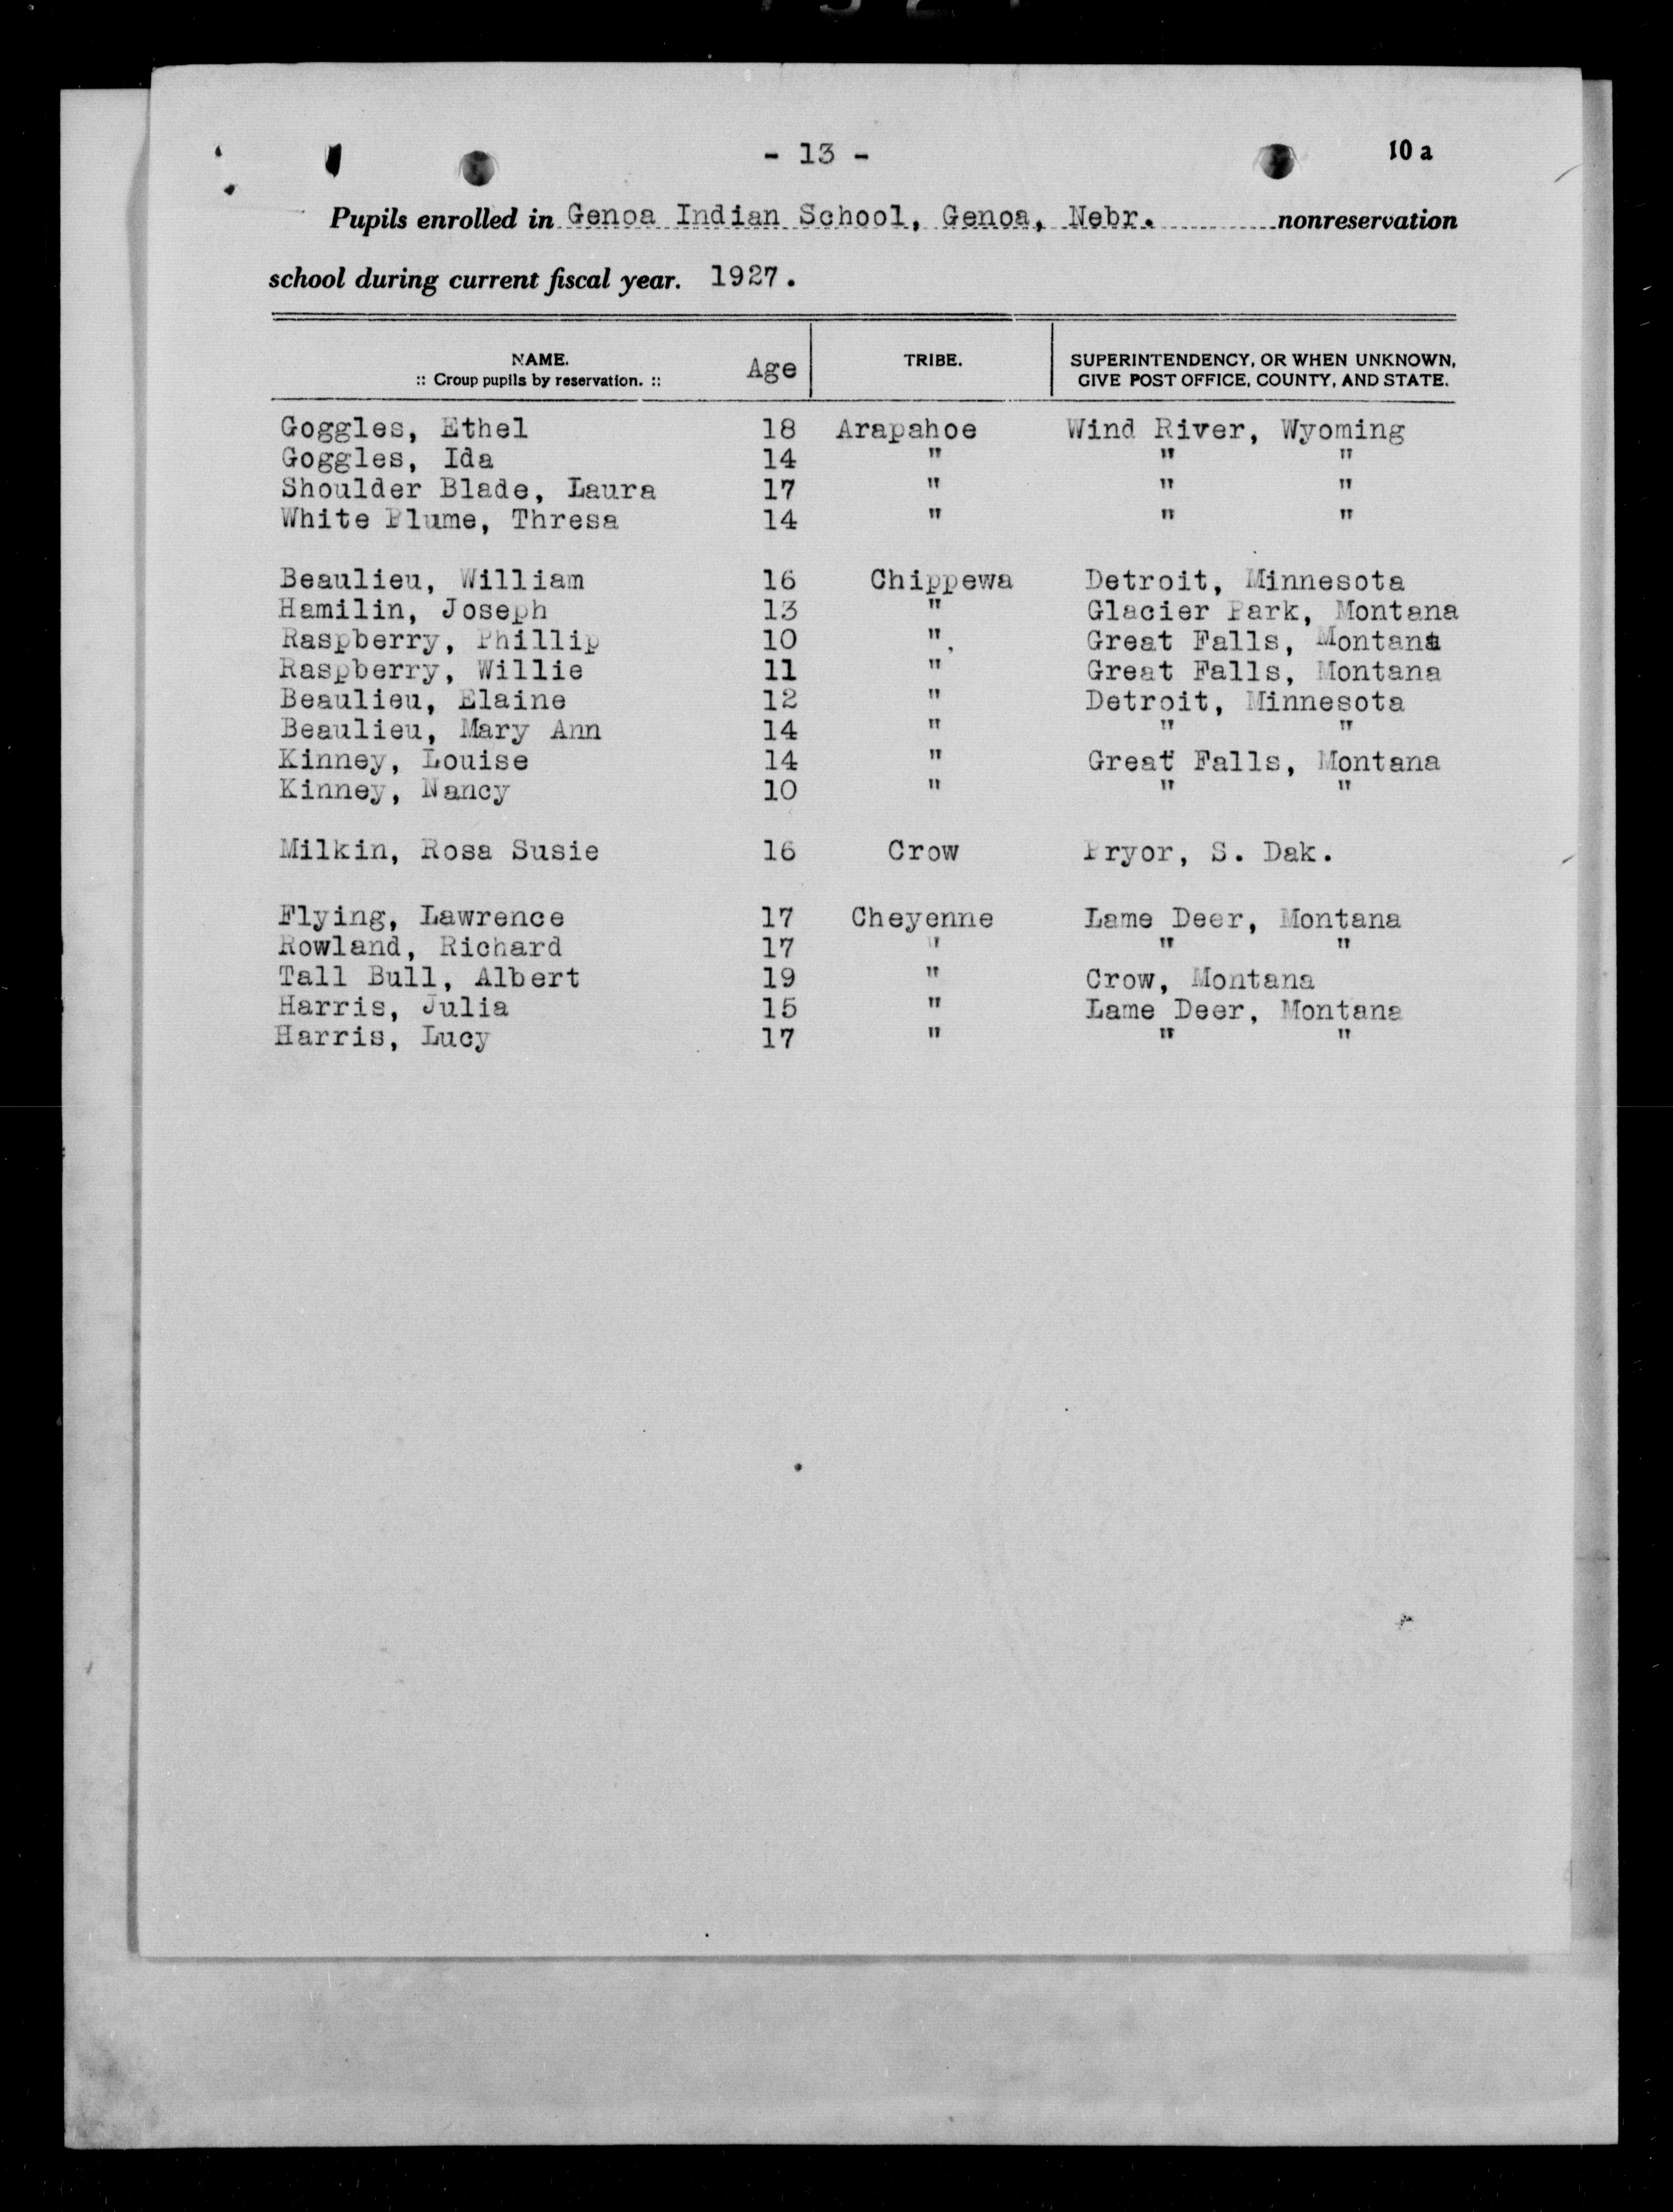 - 13 -
10 a
Pupils enrolled in Genoa Indian School, Genoa, Nebr. nonreservation
school during current fiscal year. 1927.
NAME. Age TRIBE. SUPERINTENDENCY, OR WHEN UNKNOWN,
:: Croup pupils by reservation. :: GIVE POST OFFICE, COUNTY, AND STATE.
Goggles, Ethel 18 Arapahoe Wind River, Wyoming
Goggles, Ida 14 " " "
Shoulder Blade, Laura 17 " " "
White Plume, Thresa 14 " " "
Beaulieu, William 16 Chippewa Detroit, Minnesota
Hamilin, Joseph 13 " Glacier Park, Montana
Raspberry, Phillip 10 " Great Falls, Montana
Raspberry, Willie 11 " Great Falls, Montana
Beaulieu, Elaine 12 " Detroit, Minnesota
Beaulieu, Mary Ann 14 " " "
Kinney, Louise 14 " Great Falls, Montana
Kinney, Nancy 10 " " "
Milkin, Rosa Susie 16 Crow Pryor, S. Dak.
Flying, Lawrence 17 Cheyenne Lame Deer, Montana
Rowland, Richard 17 " " "
Tall Bull, Albert 19 " Crow, Montana
Harris, Julia 15 " Lame Deer, Montana
Harris, Lucy 17 " " "